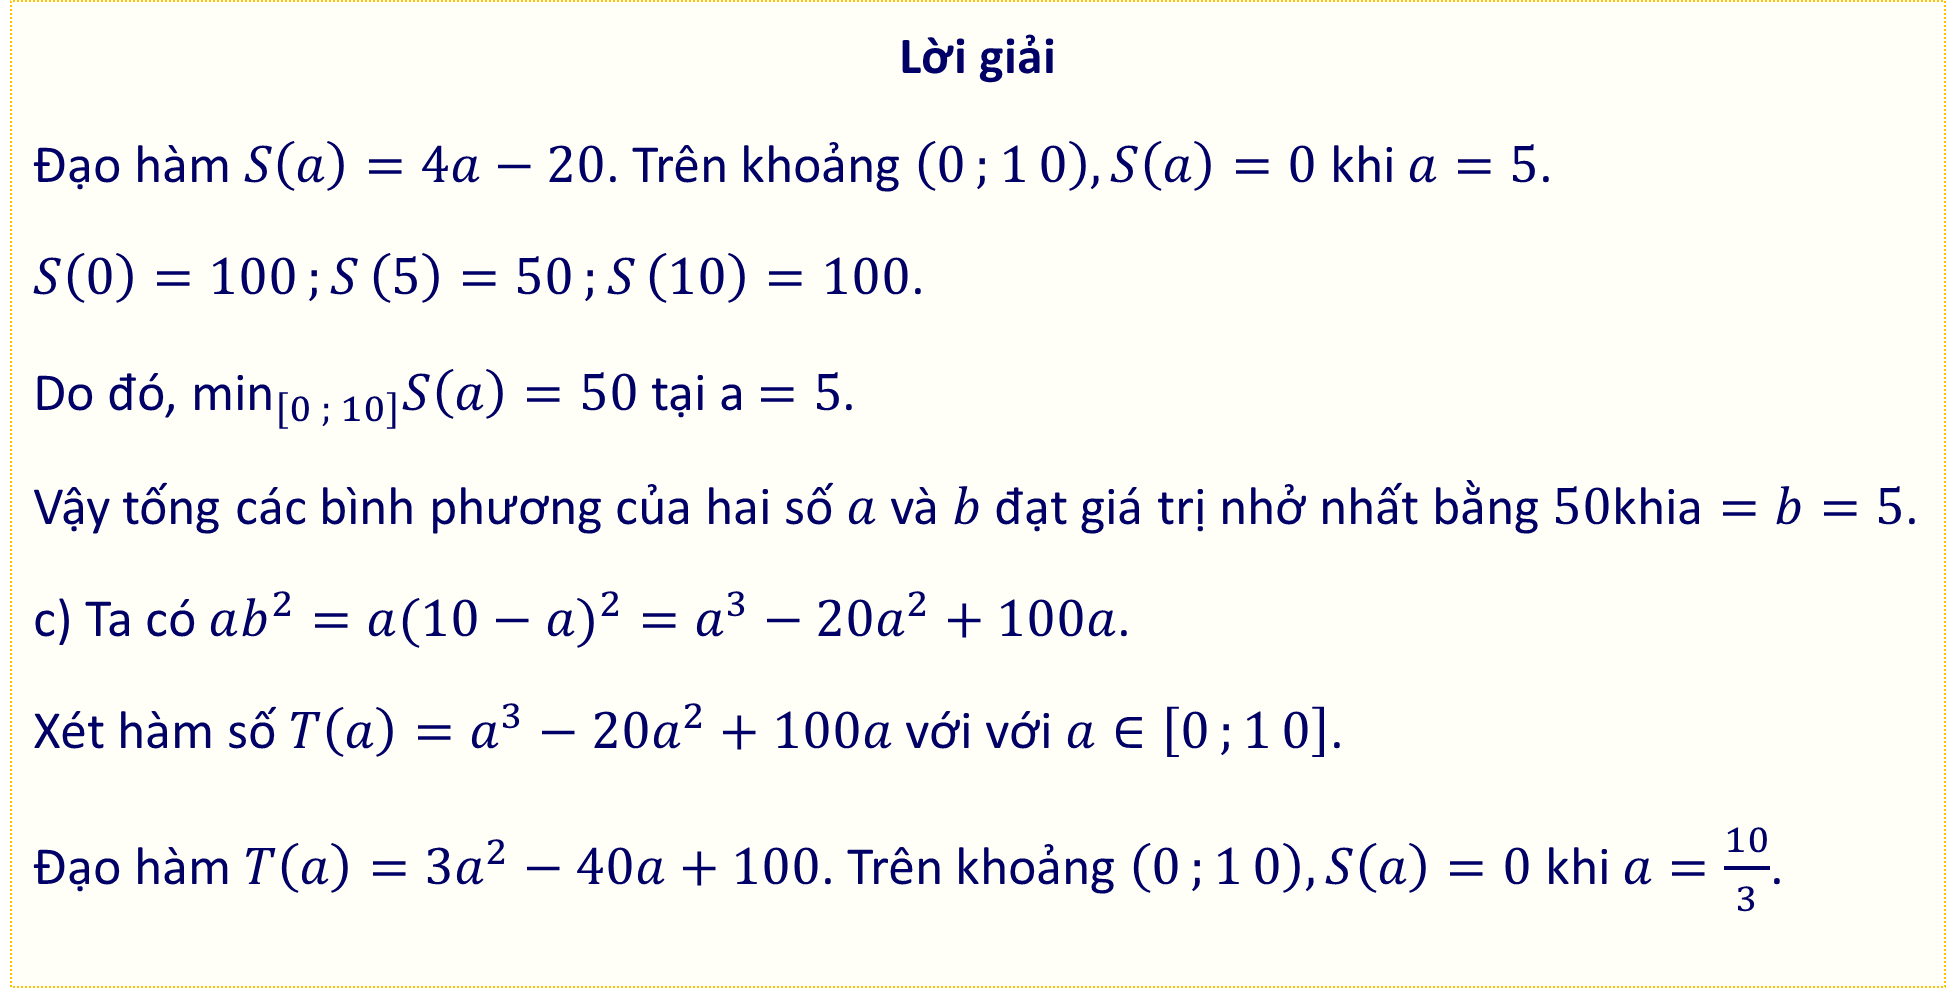 Lời giải
Đạo hàm S(a) = 4a − 20. Trên khoảng (0 ; 1 0), S(a) = 0 khi a = 5.
S(0) = 100 ; S (5) = 50 ; S (10) = 100.
Do đó, min[0 ; 10]S(a) = 50 tại a = 5.
Vậy tổng các bình phương của hai số a và b đạt giá trị nhở nhất bằng 50khia = b = 5.
c) Ta có ab² = a(10 − a)² = a³ − 20a² + 100a.
Xét hàm số T(a) = a³ − 20a² + 100a với với a ∈ [0 ; 1 0].
Đạo hàm T(a) = 3a² − 40a + 100. Trên khoảng (0 ; 1 0), S(a) = 0 khi a = 10/3.